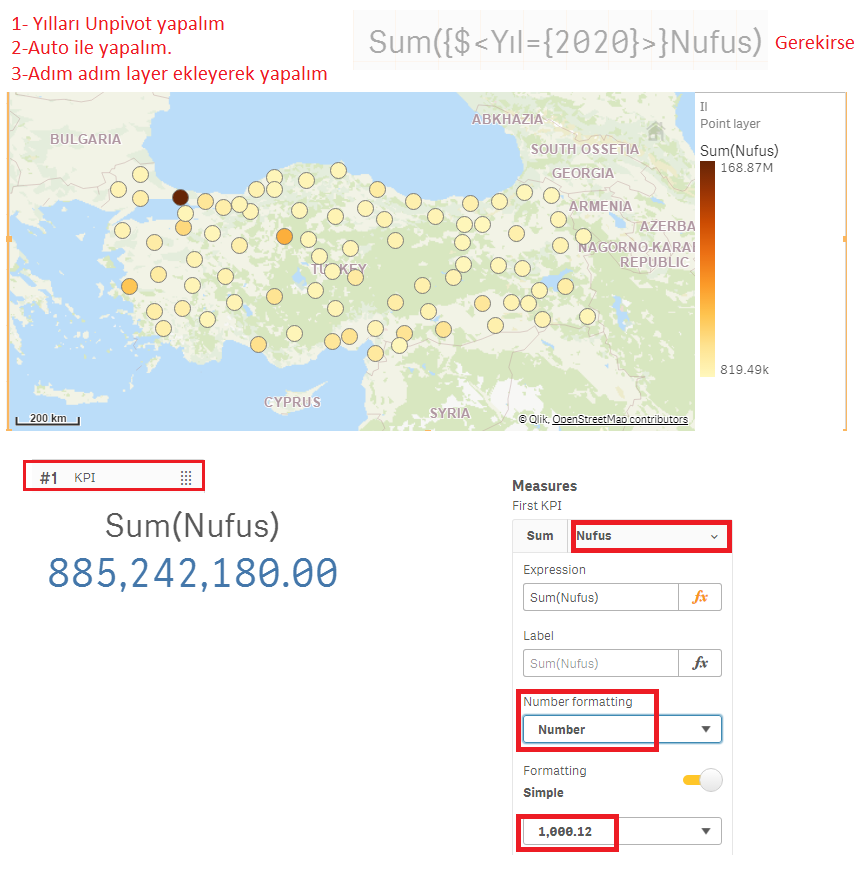 1- Yılları Unpivot yapalım
2-Auto ile yapalım.
3-Adım adım layer ekleyerek yapalım
Sum({$<Yıl={2020}>}Nufus)
Gerekirse
BULGARIA
ABKHAZIA
SOUTH OSSETIA
GEORGIA
ARMENIA
AZERBA
NAGORNO-KARA
REPUBLIC
TURKEY
CYPRUS
SYRIA
200 km
© Qlik, OpenStreetMap contributors
Il
Point layer
Sum(Nufus)
168.87M
819.49k
#1 KPI
Sum(Nufus)
885,242,180.00
Measures
First KPI
Sum Nufus
Expression
Sum(Nufus) fx
Label
Sum(Nufus) fx
Number formatting
Number
Formatting
Simple
1,000.12